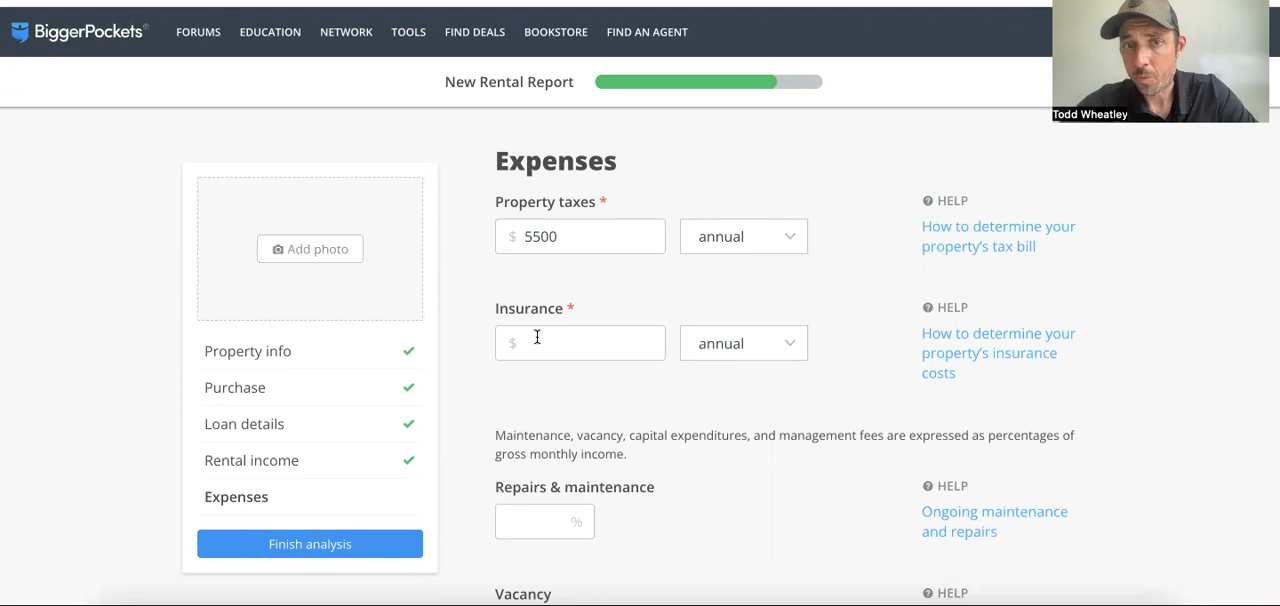 BiggerPockets®
FORUMS EDUCATION NETWORK TOOLS FIND DEALS BOOKSTORE FIND AN AGENT
New Rental Report
Todd Wheatley
Add photo
Property info
Purchase
Loan details
Rental income
Expenses
Finish analysis
Expenses
Property taxes *
$ 5500 annual
HELP
How to determine your
property's tax bill
Insurance *
$ annual
HELP
How to determine your
property's insurance
costs
Maintenance, vacancy, capital expenditures, and management fees are expressed as percentages of
gross monthly income.
Repairs & maintenance
%
HELP
Ongoing maintenance
and repairs
Vacancy
HELP